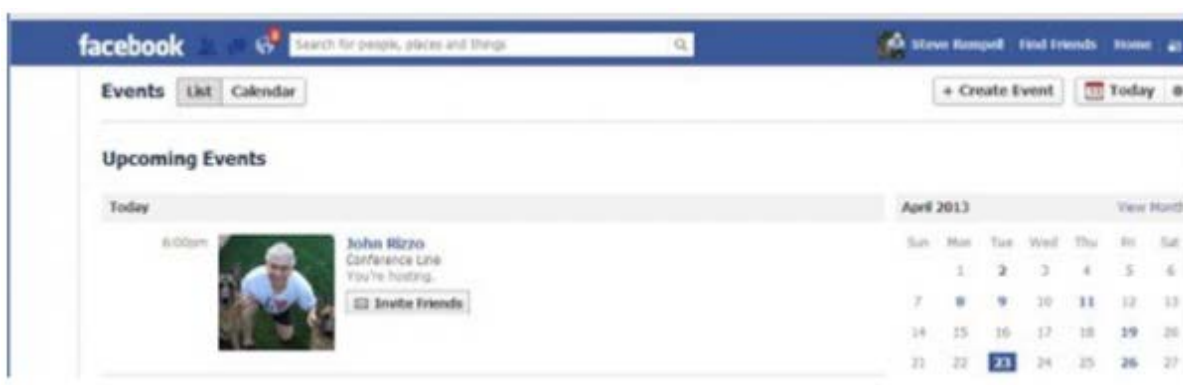 facebook
Search for people, places and things
Steve Rempell Find Friends Home
Events List Calendar
+ Create Event
Today
Upcoming Events
Today
April 2013 View Month
6:00pm
John Rizzo
Conference Line
You're hosting.
Invite Friends
Sun Mon Tue Wed Thu Fri Sat
1 2 3 4 5 6
7 8 9 10 11 12 13
14 15 16 17 18 19 20
21 22 23 24 25 26 27